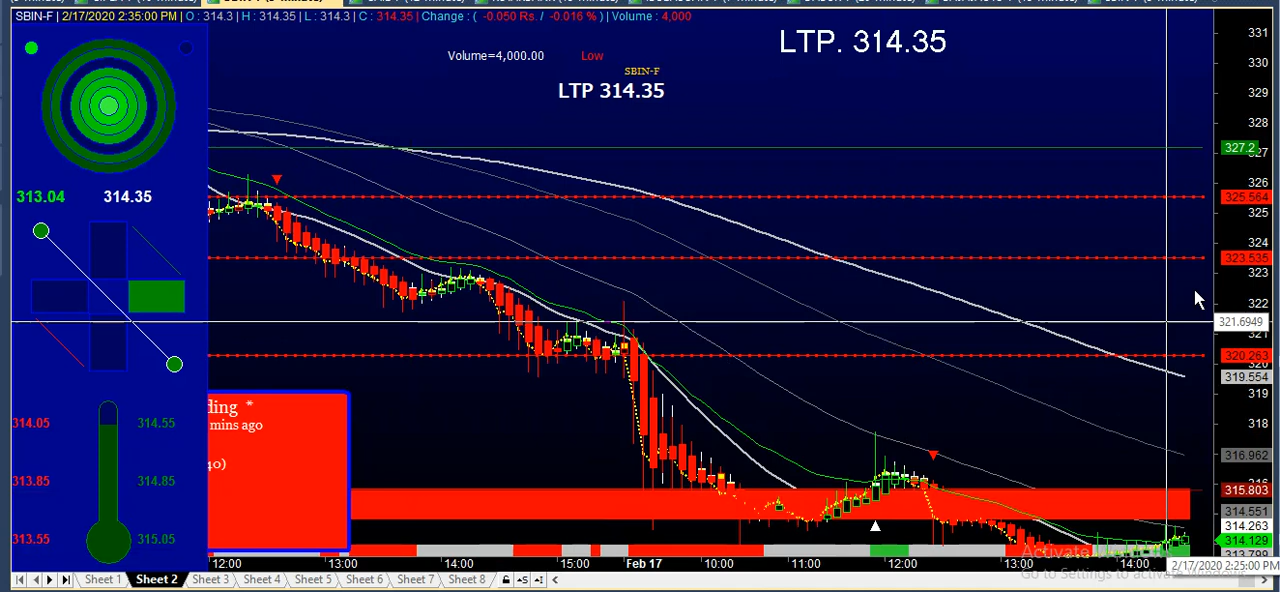 SBIN-F | 2/17/2020 2:35:00 PM | O : 314.3 | H : 314.35 | L : 314.3 | C : 314.35 | Change : ( -0.050 Rs. / -0.016 % ) | Volume : 4,000
LTP. 314.35
Volume=4,000.00 Low
SBIN-F
LTP 314.35
313.04 314.35
314.05 314.55
313.85 314.85
313.55 315.05
ding *
mins ago
331
330
329
328
327.2
326
325.564
325
324
323.535
323
322
321.6949
320.263
319.554
319
318
316.962
315.803
314.551
314.263
314.129
313.799
12:00 13:00 14:00 15:00 Feb 17 10:00 11:00 12:00 13:00 14:00
2/17/2020 2:25:00 PM
Go to Settings to activate Windows.
Sheet 1 Sheet 2 Sheet 3 Sheet 4 Sheet 5 Sheet 6 Sheet 7 Sheet 8